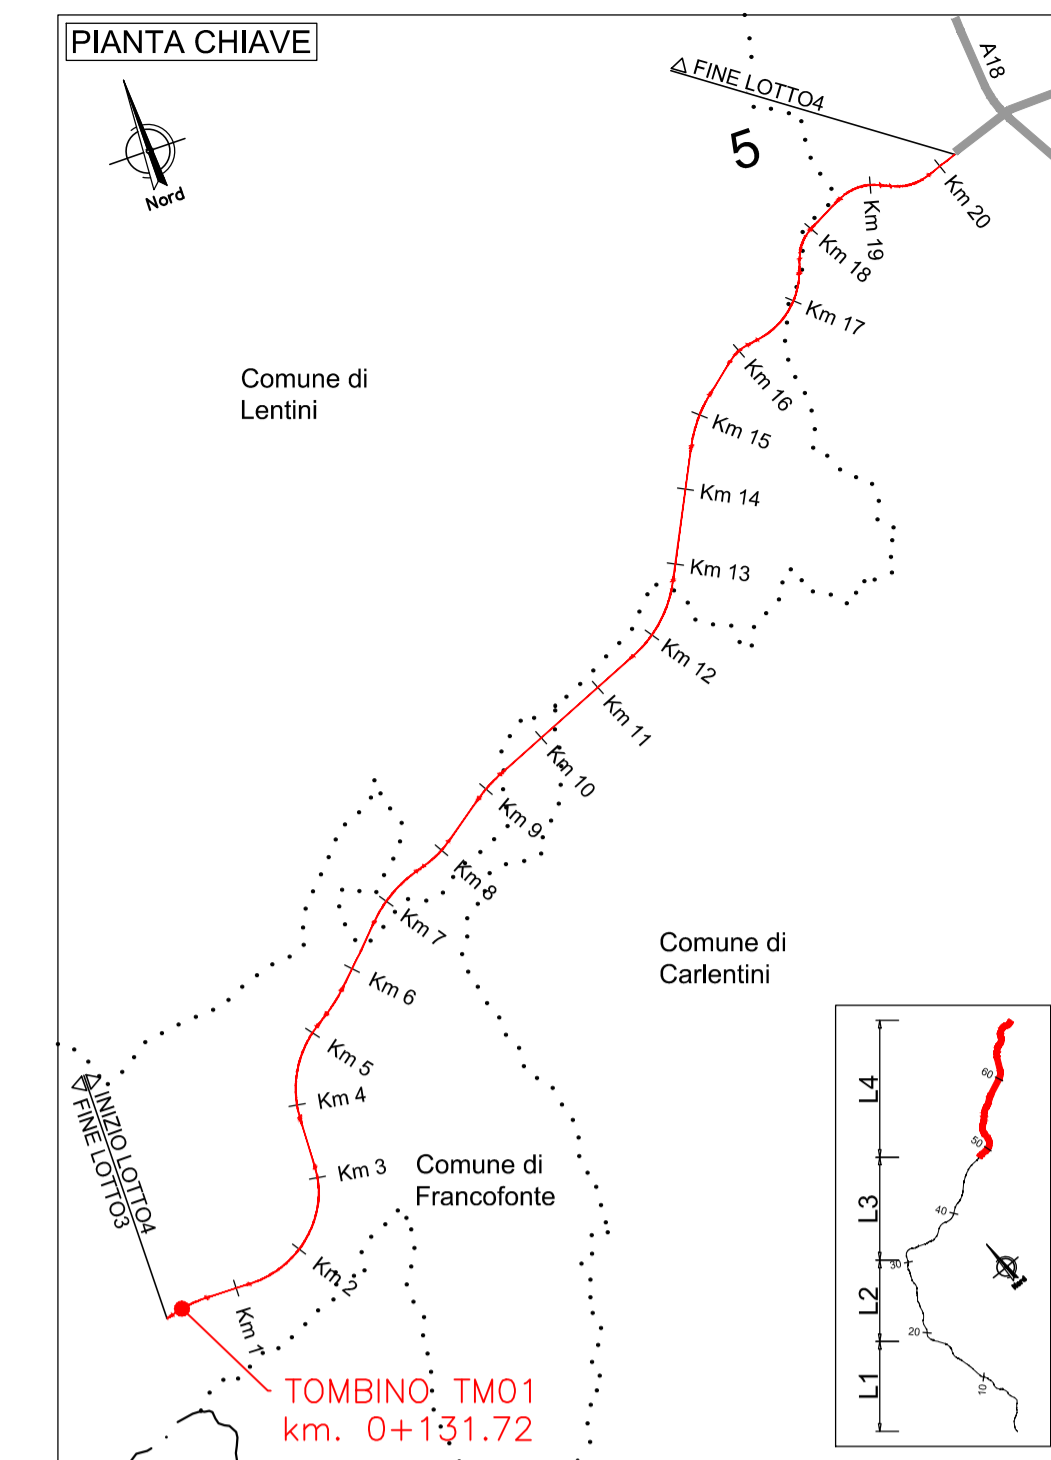 PIANTA CHIAVE
Nord
A18
FINE LOTTO4
5
Km 20
Km 19
Km 18
Km 17
Comune di
Lentini
Km 16
Km 15
Km 14
Km 13
Km 12
Km 11
Km 10
Km 9
Km 8
Km 7
Comune di
Carlentini
Km 6
Km 5
Km 4
INIZIO LOTTO4
FINE LOTTO3
Km 3
Comune di
Francofonte
Km 2
Km 1
TOMBINO TM01
km. 0+131.72
L4
60
50
L3
40
30
L2
20
L1
10